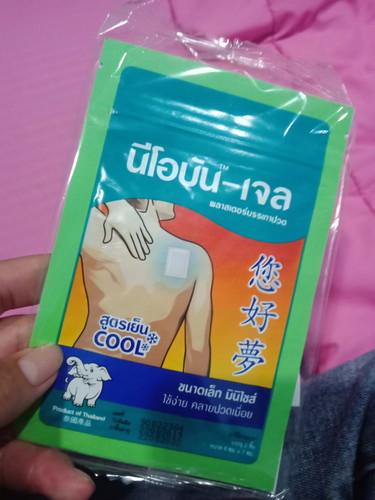 นีโอบัน™-เจล
พลาสเตอร์บรรเทาปวด
您好夢
สูตรเย็น
COOL
ขนาดเล็ก มินิไซส์
ใช้ง่าย คลายปวดเมื่อย
Product of Thailand
泰國產品